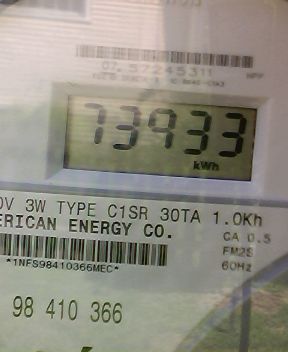 57245311
73933
kWh
3W TYPE C1SR 30TA 1.0Kh
ERICAN ENERGY CO.
CA 0.5
FM2S
60Hz
*1NFS98410366MEC*
98 410 366